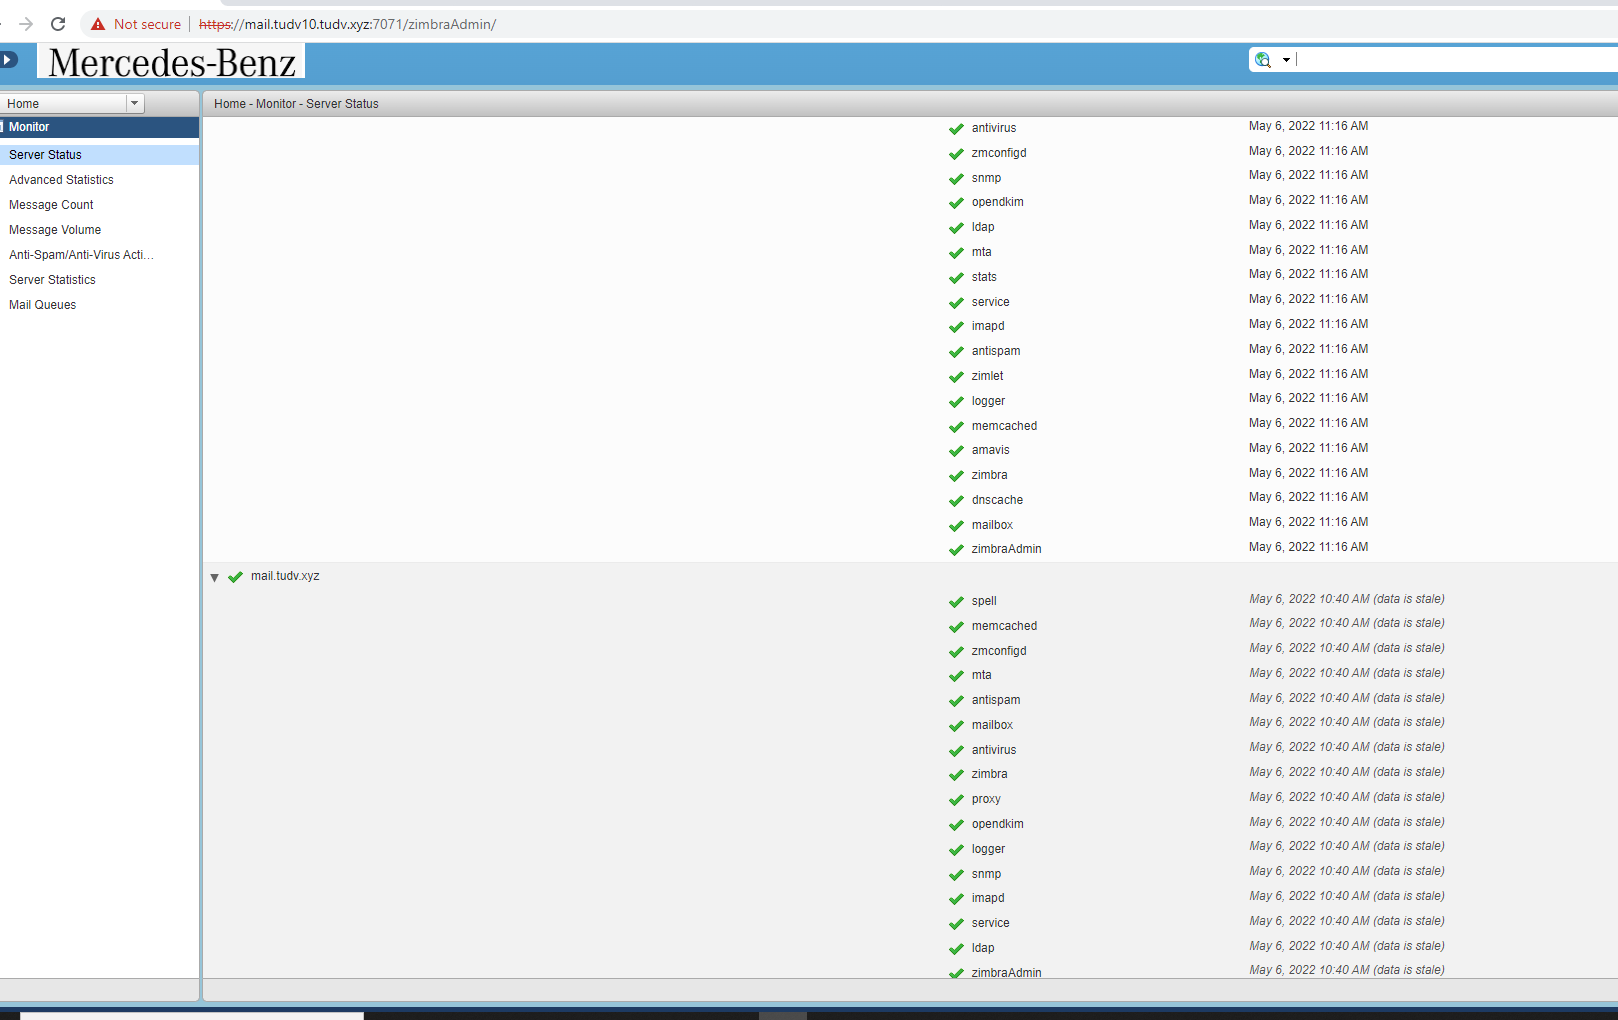 Not secure | https://mail.tudv10.tudv.xyz:7071/zimbraAdmin/
Mercedes-Benz
Home
Home - Monitor - Server Status
Monitor
Server Status
Advanced Statistics
Message Count
Message Volume
Anti-Spam/Anti-Virus Acti...
Server Statistics
Mail Queues
antivirus May 6, 2022 11:16 AM
zmconfigd May 6, 2022 11:16 AM
snmp May 6, 2022 11:16 AM
opendkim May 6, 2022 11:16 AM
ldap May 6, 2022 11:16 AM
mta May 6, 2022 11:16 AM
stats May 6, 2022 11:16 AM
service May 6, 2022 11:16 AM
imapd May 6, 2022 11:16 AM
antispam May 6, 2022 11:16 AM
zimlet May 6, 2022 11:16 AM
logger May 6, 2022 11:16 AM
memcached May 6, 2022 11:16 AM
amavis May 6, 2022 11:16 AM
zimbra May 6, 2022 11:16 AM
dnscache May 6, 2022 11:16 AM
mailbox May 6, 2022 11:16 AM
zimbraAdmin May 6, 2022 11:16 AM
mail.tudv.xyz
spell May 6, 2022 10:40 AM (data is stale)
memcached May 6, 2022 10:40 AM (data is stale)
zmconfigd May 6, 2022 10:40 AM (data is stale)
mta May 6, 2022 10:40 AM (data is stale)
antispam May 6, 2022 10:40 AM (data is stale)
mailbox May 6, 2022 10:40 AM (data is stale)
antivirus May 6, 2022 10:40 AM (data is stale)
zimbra May 6, 2022 10:40 AM (data is stale)
proxy May 6, 2022 10:40 AM (data is stale)
opendkim May 6, 2022 10:40 AM (data is stale)
logger May 6, 2022 10:40 AM (data is stale)
snmp May 6, 2022 10:40 AM (data is stale)
imapd May 6, 2022 10:40 AM (data is stale)
service May 6, 2022 10:40 AM (data is stale)
ldap May 6, 2022 10:40 AM (data is stale)
zimbraAdmin May 6, 2022 10:40 AM (data is stale)